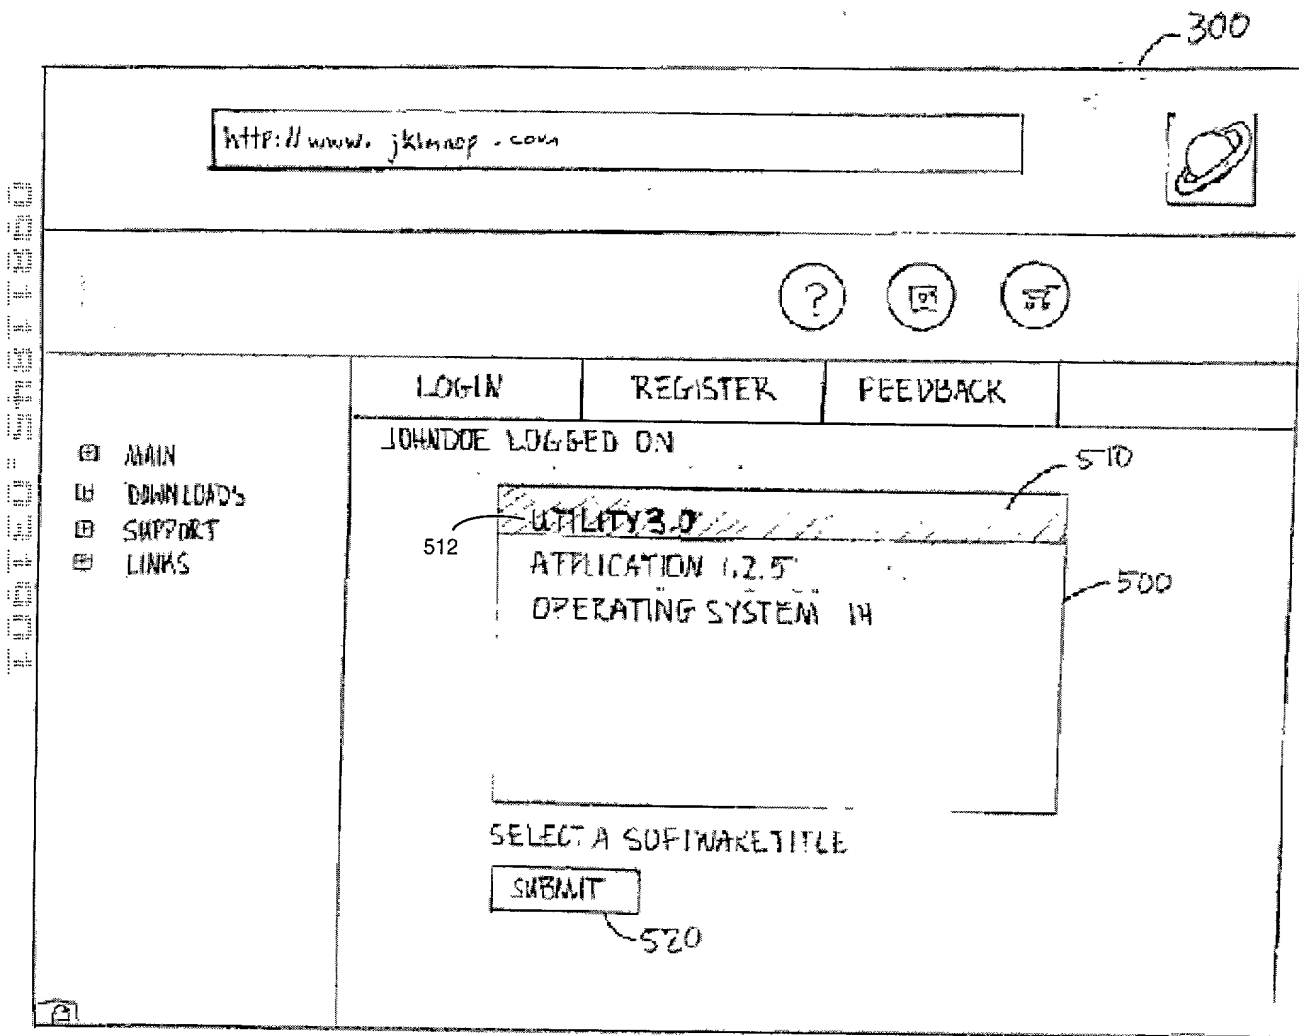 300
http://www.jklmnop.com
?
LOGIN REGISTER FEEDBACK
JOHNDOE LOGGED ON
MAIN
DOWNLOADS
SUPPORT
LINKS
510
UTILITY 3.0
512
APPLICATION 1.2.5
OPERATING SYSTEM 14
500
SELECT A SOFTWARE TITLE
SUBMIT
520